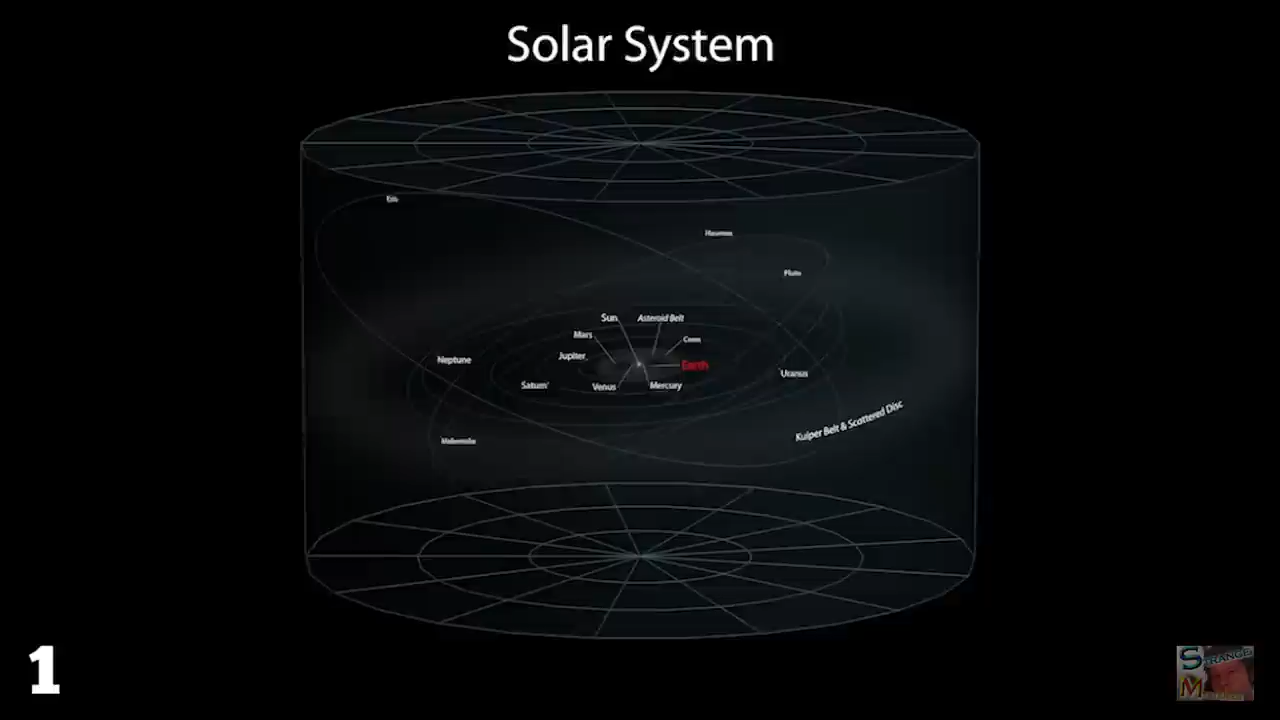 Solar System
Eris
Haumea
Pluto
Sun
Asteroid Belt
Mars
Ceres
Neptune
Jupiter
Earth
Uranus
Saturn
Venus
Mercury
Kuiper Belt & Scattered Disc
Makemake
1
STRANGE